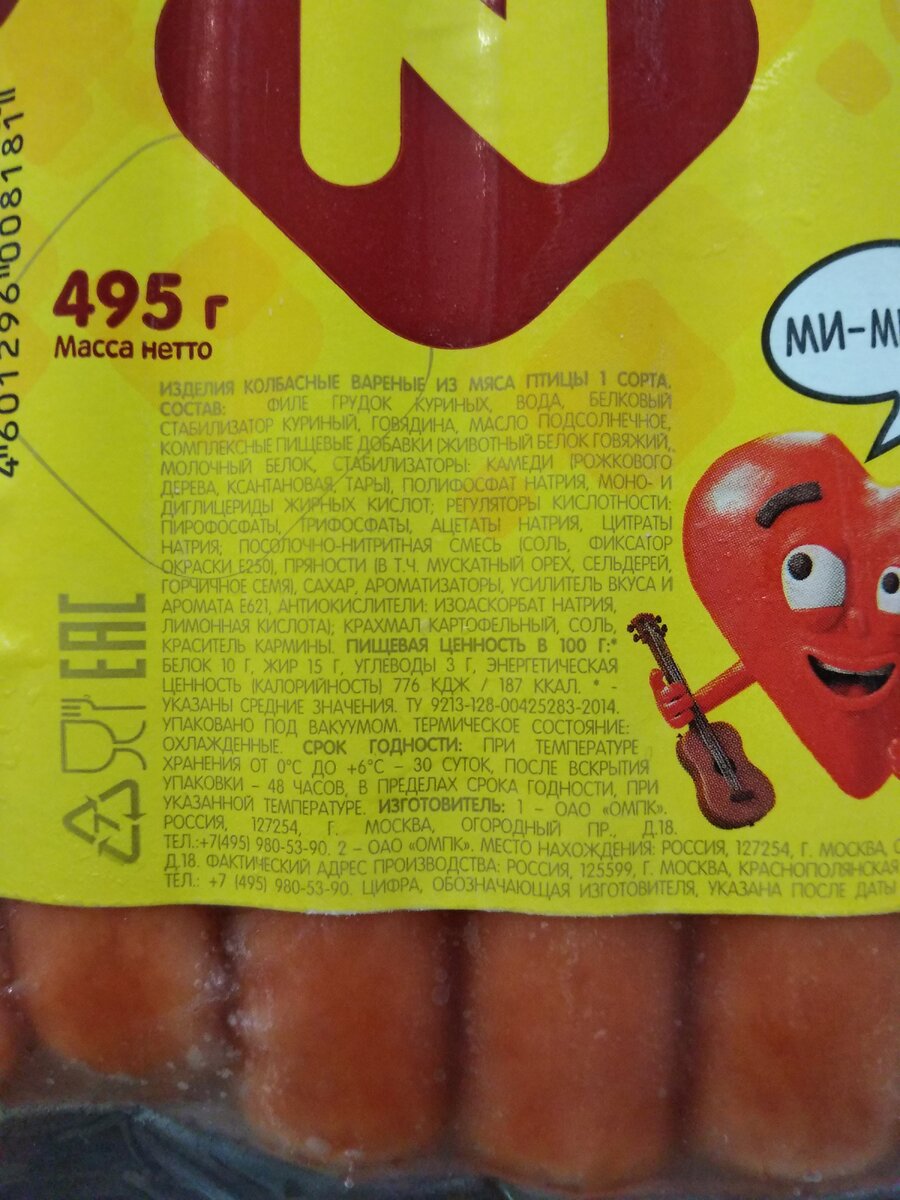 N
4 601296 008181
495 г
Масса нетто
МИ-М
ИЗДЕЛИЯ КОЛБАСНЫЕ ВАРЕНЫЕ ИЗ МЯСА ПТИЦЫ 1 СОРТА.
СОСТАВ: ФИЛЕ ГРУДОК КУРИНЫХ, ВОДА, БЕЛКОВЫЙ
СТАБИЛИЗАТОР КУРИНЫЙ, ГОВЯДИНА, МАСЛО ПОДСОЛНЕЧНОЕ,
КОМПЛЕКСНЫЕ ПИЩЕВЫЕ ДОБАВКИ (ЖИВОТНЫЙ БЕЛОК ГОВЯЖИЙ,
МОЛОЧНЫЙ БЕЛОК, СТАБИЛИЗАТОРЫ: КАМЕДИ (РОЖКОВОГО
ДЕРЕВА, КСАНТАНОВАЯ, ТАРЫ), ПОЛИФОСФАТ НАТРИЯ, МОНО- И
ДИГЛИЦЕРИДЫ ЖИРНЫХ КИСЛОТ; РЕГУЛЯТОРЫ КИСЛОТНОСТИ:
ПИРОФОСФАТЫ, ТРИФОСФАТЫ, АЦЕТАТЫ НАТРИЯ, ЦИТРАТЫ
НАТРИЯ; ПОСОЛОЧНО-НИТРИТНАЯ СМЕСЬ (СОЛЬ, ФИКСАТОР
ОКРАСКИ Е250), ПРЯНОСТИ (В Т.Ч. МУСКАТНЫЙ ОРЕХ, СЕЛЬДЕРЕЙ,
ГОРЧИЧНОЕ СЕМЯ), САХАР, АРОМАТИЗАТОРЫ, УСИЛИТЕЛЬ ВКУСА И
АРОМАТА Е621, АНТИОКИСЛИТЕЛИ: ИЗОАСКОРБАТ НАТРИЯ,
ЛИМОННАЯ КИСЛОТА); КРАХМАЛ КАРТОФЕЛЬНЫЙ, СОЛЬ,
КРАСИТЕЛЬ КАРМИНЫ. ПИЩЕВАЯ ЦЕННОСТЬ В 100 Г:*
БЕЛОК 10 Г, ЖИР 15 Г, УГЛЕВОДЫ 3 Г, ЭНЕРГЕТИЧЕСКАЯ
ЦЕННОСТЬ (КАЛОРИЙНОСТЬ) 776 КДЖ / 187 ККАЛ. * -
УКАЗАНЫ СРЕДНИЕ ЗНАЧЕНИЯ. ТУ 9213-128-00425283-2014.
УПАКОВАНО ПОД ВАКУУМОМ. ТЕРМИЧЕСКОЕ СОСТОЯНИЕ:
ОХЛАЖДЕННЫЕ. СРОК ГОДНОСТИ: ПРИ ТЕМПЕРАТУРЕ
ХРАНЕНИЯ ОТ 0°С ДО +6°С – 30 СУТОК, ПОСЛЕ ВСКРЫТИЯ
УПАКОВКИ – 48 ЧАСОВ, В ПРЕДЕЛАХ СРОКА ГОДНОСТИ, ПРИ
УКАЗАННОЙ ТЕМПЕРАТУРЕ. ИЗГОТОВИТЕЛЬ: 1 – ОАО «ОМПК».
РОССИЯ, 127254, Г. МОСКВА, ОГОРОДНЫЙ ПР., Д.18.
ТЕЛ.:+7(495) 980-53-90. 2 – ОАО «ОМПК». МЕСТО НАХОЖДЕНИЯ: РОССИЯ, 127254, Г. МОСКВА,
Д.18. ФАКТИЧЕСКИЙ АДРЕС ПРОИЗВОДСТВА: РОССИЯ, 125599, Г. МОСКВА, КРАСНОПОЛЯНСКАЯ
ТЕЛ.: +7 (495) 980-53-90. ЦИФРА, ОБОЗНАЧАЮЩАЯ ИЗГОТОВИТЕЛЯ, УКАЗАНА ПОСЛЕ ДАТЫ
EAC
7